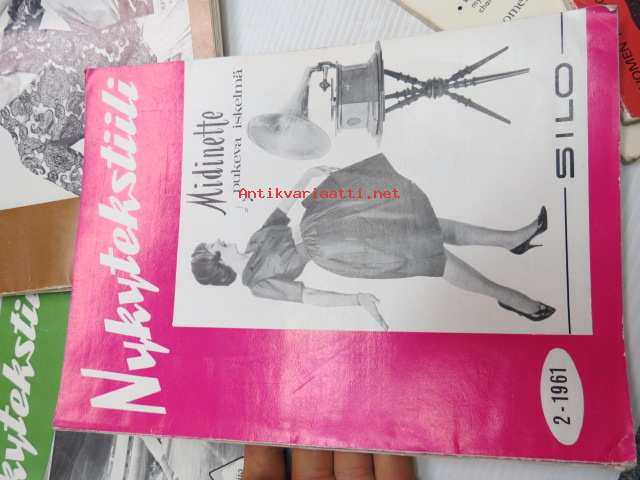 Nykytekstiili
Midinette
pukeva iskelmä
SILO
2-1961
Antikvariaatti.net